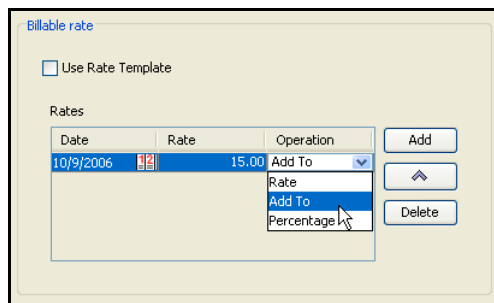 Billable rate
Use Rate Template
Rates
Date Rate Operation Add
10/9/2006 12 15.00 Add To
Rate
Add To
Percentage
Delete